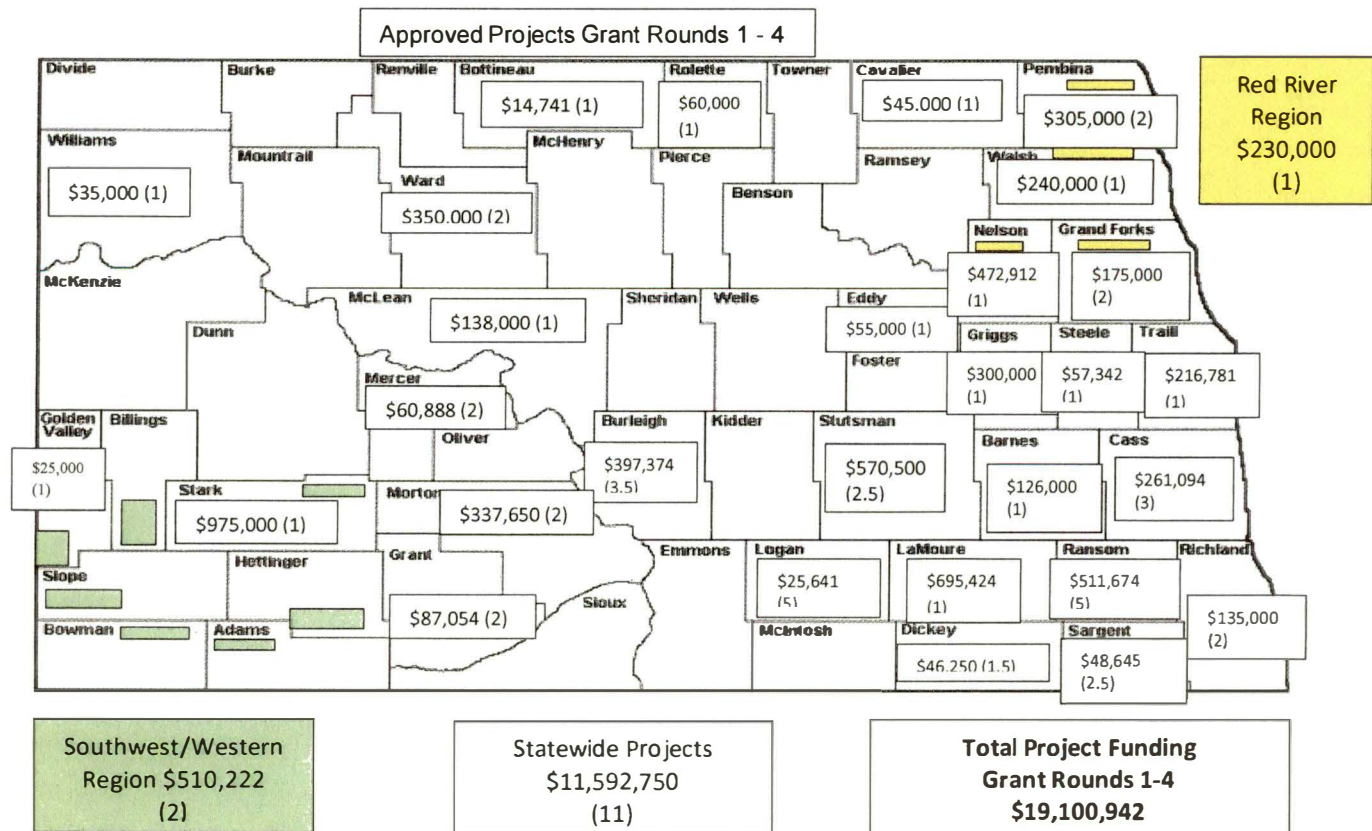 Approved Projects Grant Rounds 1 - 4
Divide
Burke
Renville
Bottineau
$14,741 (1)
Rolette
$60,000
(1)
Towner
Cavalier
$45.000 (1)
Pembina
$305,000 (2)
Red River
Region
$230,000
(1)
Williams
$35,000 (1)
Mountrail
Ward
$350.000 (2)
McHenry
Pierce
Benson
Ramsey
Walsh
$240,000 (1)
Nelson
$472,912
(1)
Grand Forks
$175,000
(2)
McKenzie
Dunn
McLean
$138,000 (1)
Sheridan
Wells
Eddy
$55,000 (1)
Foster
Griggs
$300,000
(1)
Steele
$57,342
(1)
Traill
$216,781
(1)
Mercer
$60,888 (2)
Oliver
Golden
Valley
$25,000
(1)
Billings
Stark
$975,000 (1)
Morton
$337,650 (2)
Burleigh
$397,374
(3.5)
Kidder
Stutsman
$570,500
(2.5)
Barnes
$126,000
(1)
Cass
$261,094
(3)
Slope
Hettinger
Grant
$87,054 (2)
Sioux
Emmons
Logan
$25,641
(5)
LaMoure
$695,424
(1)
Ransom
$511,674
(5)
Richland
$135,000
(2)
Bowman
Adams
McIntosh
Dickey
$46.250 (1.5)
Sargent
$48,645
(2.5)
Southwest/Western
Region $510,222
(2)
Statewide Projects
$11,592,750
(11)
Total Project Funding
Grant Rounds 1-4
$19,100,942